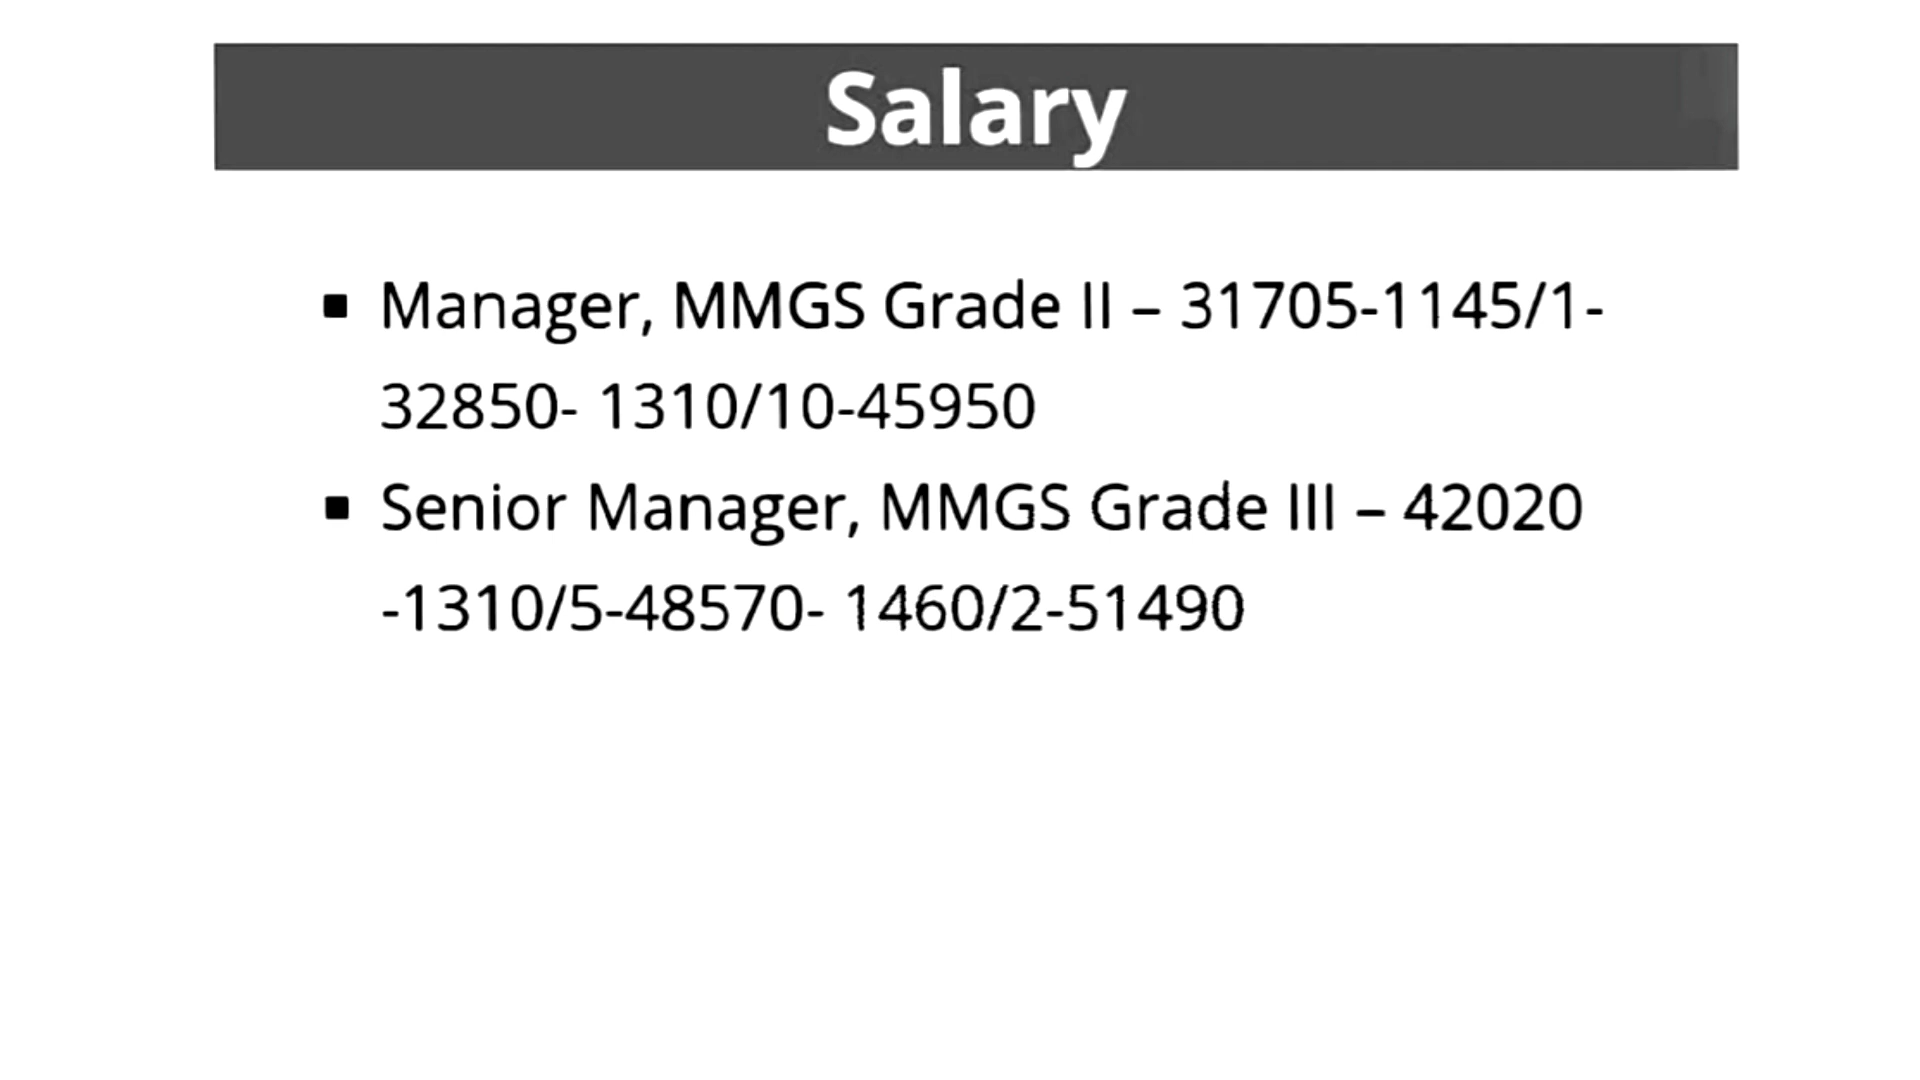 Salary
▪ Manager, MMGS Grade II – 31705-1145/1-
32850- 1310/10-45950
▪ Senior Manager, MMGS Grade III – 42020
-1310/5-48570- 1460/2-51490